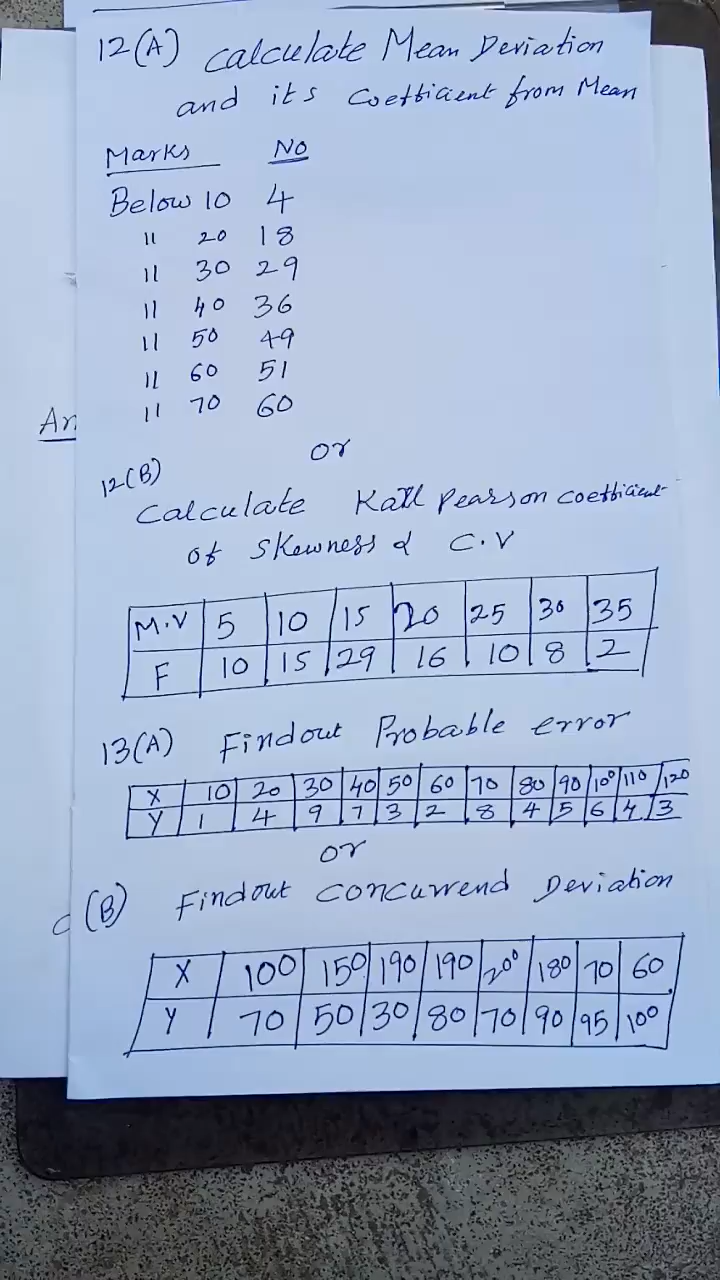 12(A) Calculate Mean Deviation
and its Coefficient from Mean
Marks No
Below 10 4
" 20 18
" 30 29
" 40 36
" 50 49
" 60 51
" 70 60
An
or
12(B)
Calculate Karl Pearson coefficient
of Skewness & C.V
M.V 5 10 15 20 25 30 35
F 10 15 29 16 10 8 2
13(A) Findout Probable error
X 10 20 30 40 50 60 70 80 90 100 110 120
Y 1 4 9 7 3 2 8 4 5 6 4 3
or
(B) Findout concurrend Deviation
X 100 150 190 190 200 180 70 60
Y 70 50 30 80 70 90 95 100